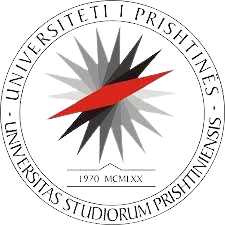 UNIVERSITETI I PRISHTINËS
1970 MCMLXX
UNIVERSITAS STUDIORUM PRISHTINIENSIS